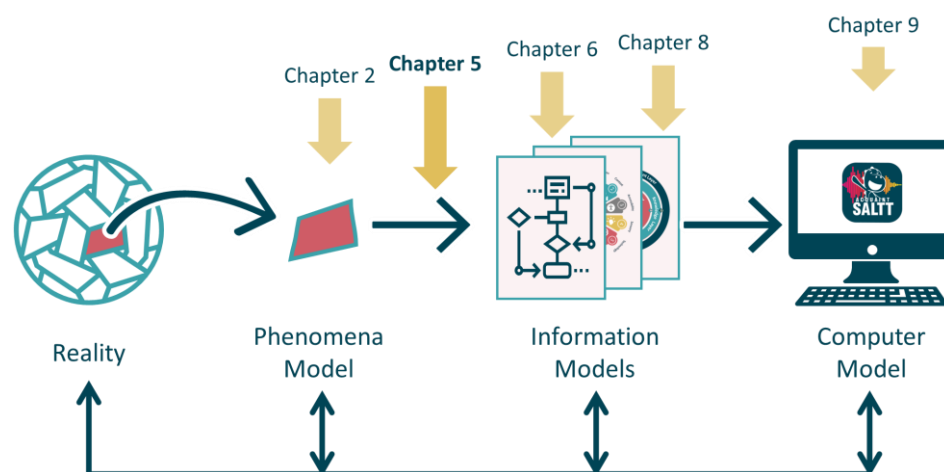 Chapter 2
Chapter 5
Chapter 6
Chapter 8
Chapter 9
SALTT
Reality
Phenomena
Model
Information
Models
Computer
Model